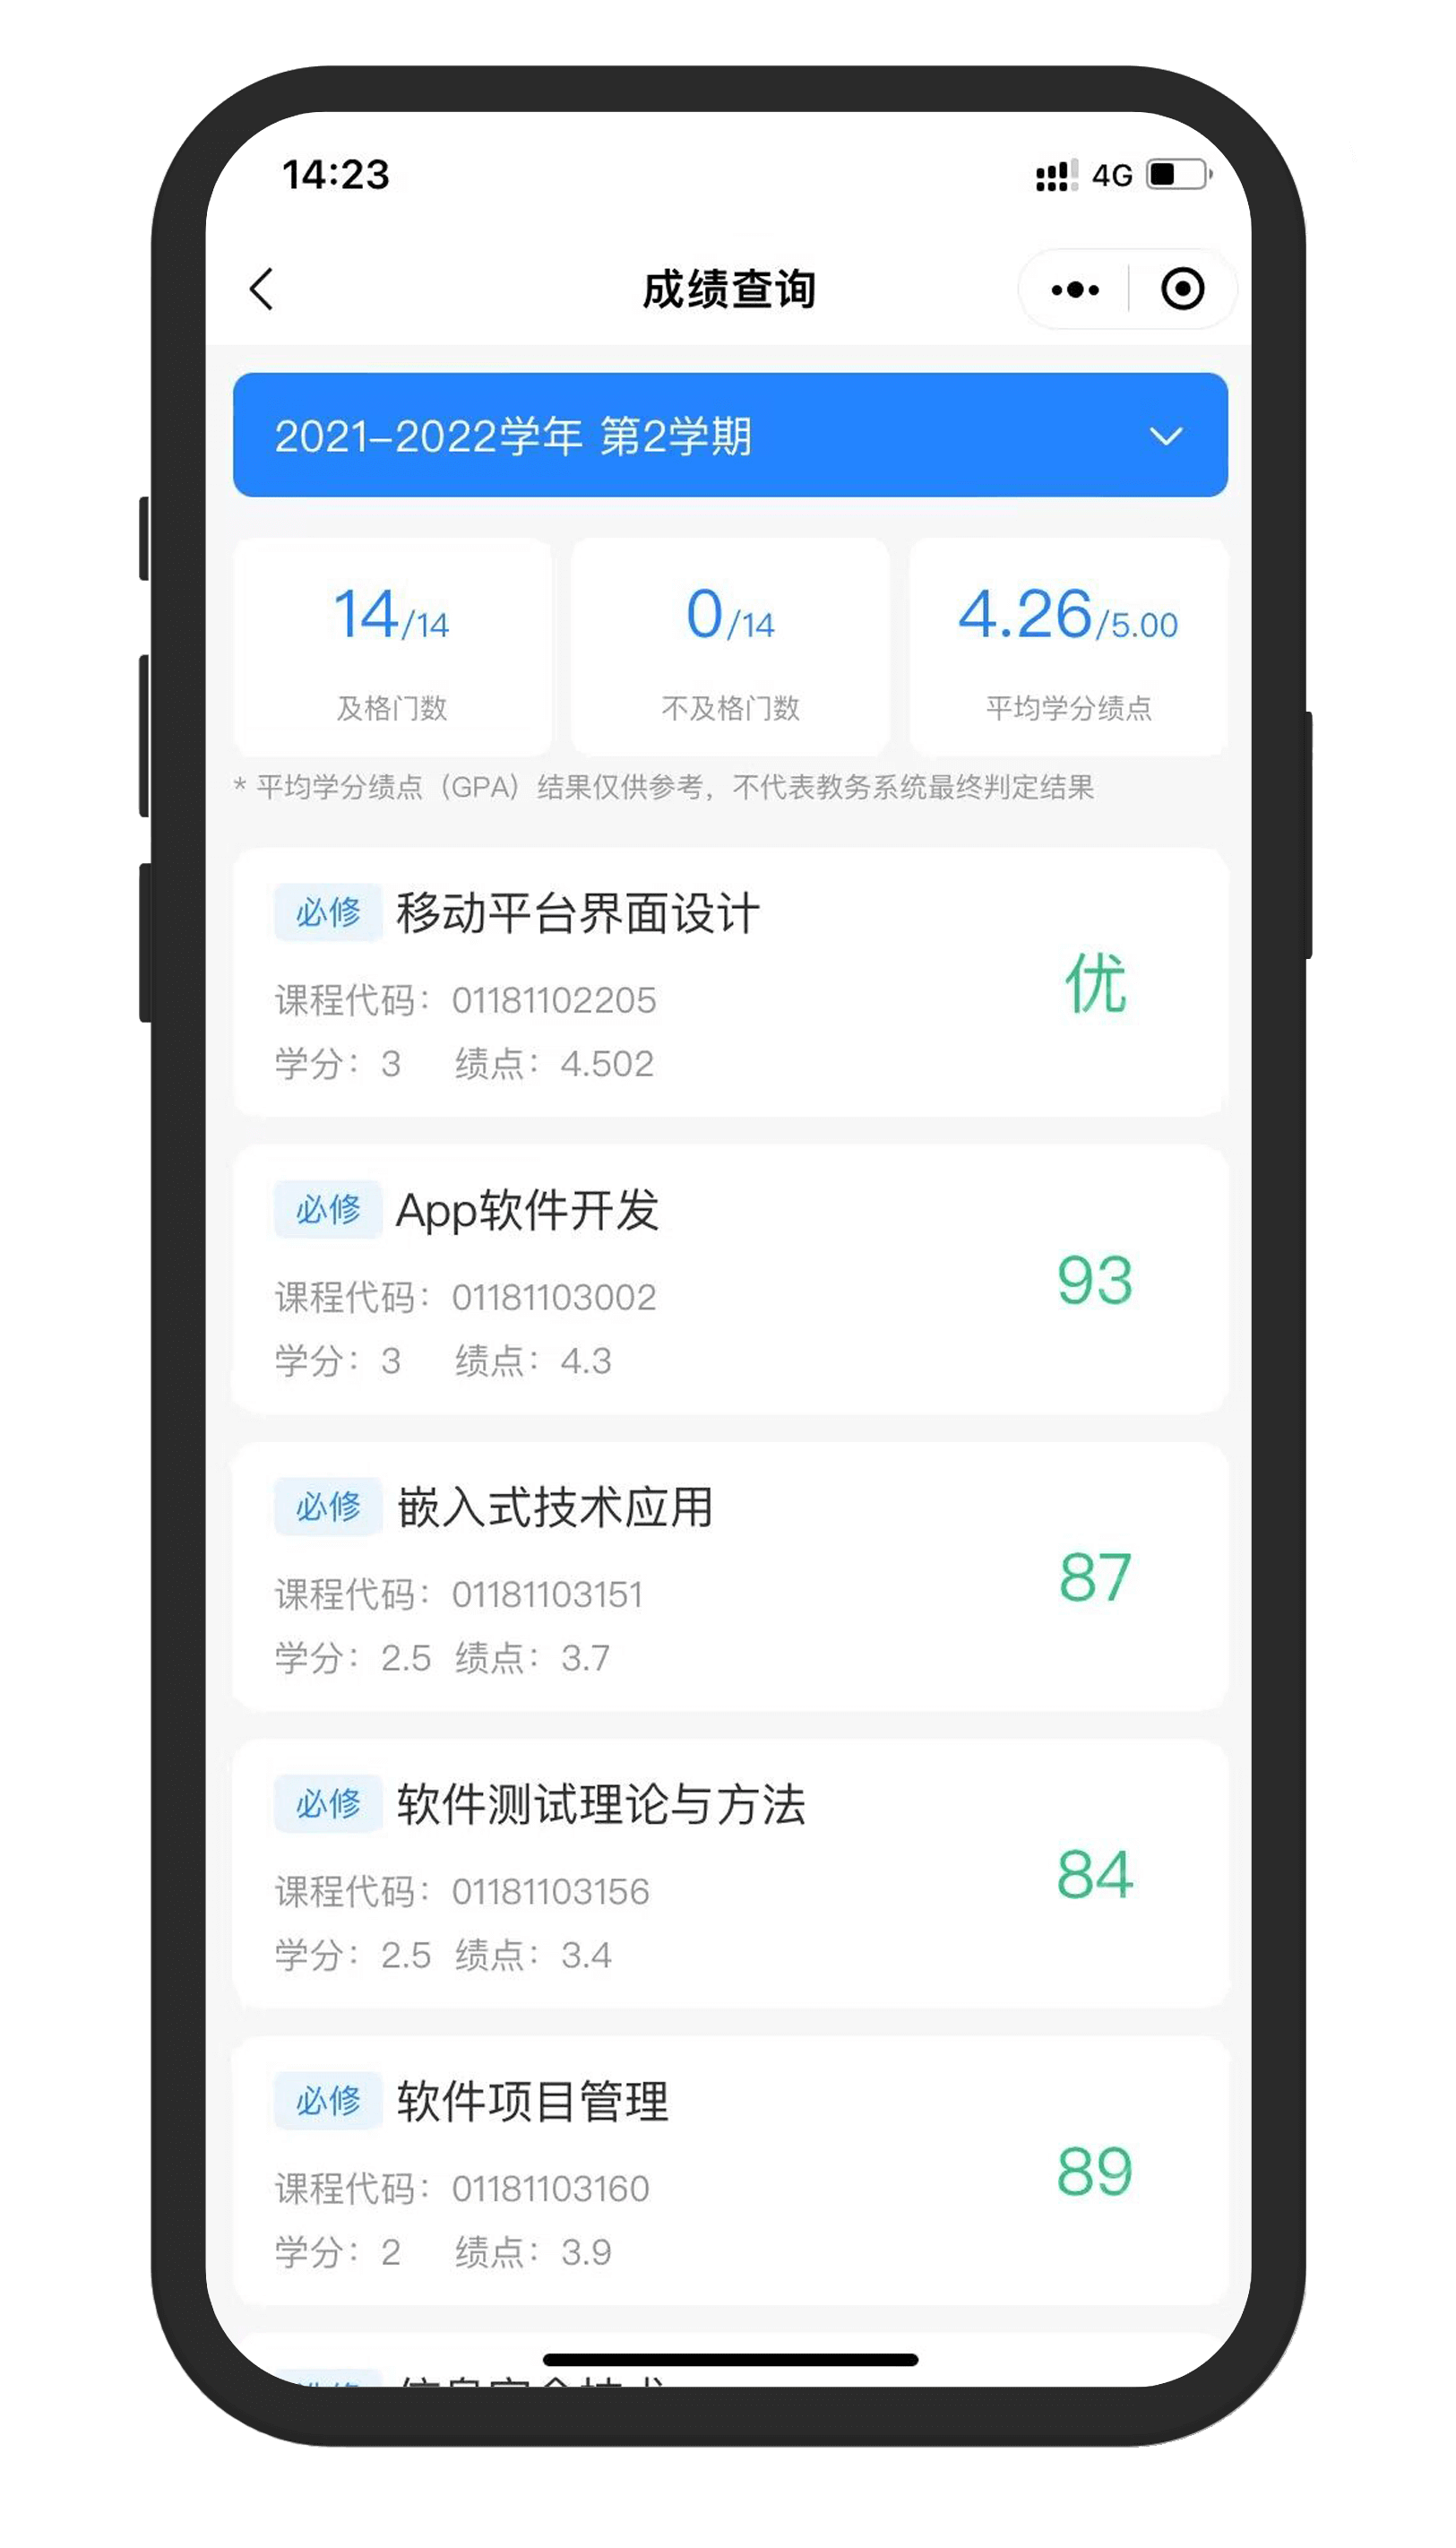 14:23
4G
成绩查询
2021-2022学年 第2学期
14/14
0/14
4.26/5.00
及格门数
不及格门数
平均学分绩点
* 平均学分绩点（GPA）结果仅供参考，不代表教务系统最终判定结果
必修 移动平台界面设计
优
课程代码：01181102205
学分：3 绩点：4.502
必修 App软件开发
93
课程代码：01181103002
学分：3 绩点：4.3
必修 嵌入式技术应用
87
课程代码：01181103151
学分：2.5 绩点：3.7
必修 软件测试理论与方法
84
课程代码：01181103156
学分：2.5 绩点：3.4
必修 软件项目管理
89
课程代码：01181103160
学分：2 绩点：3.9